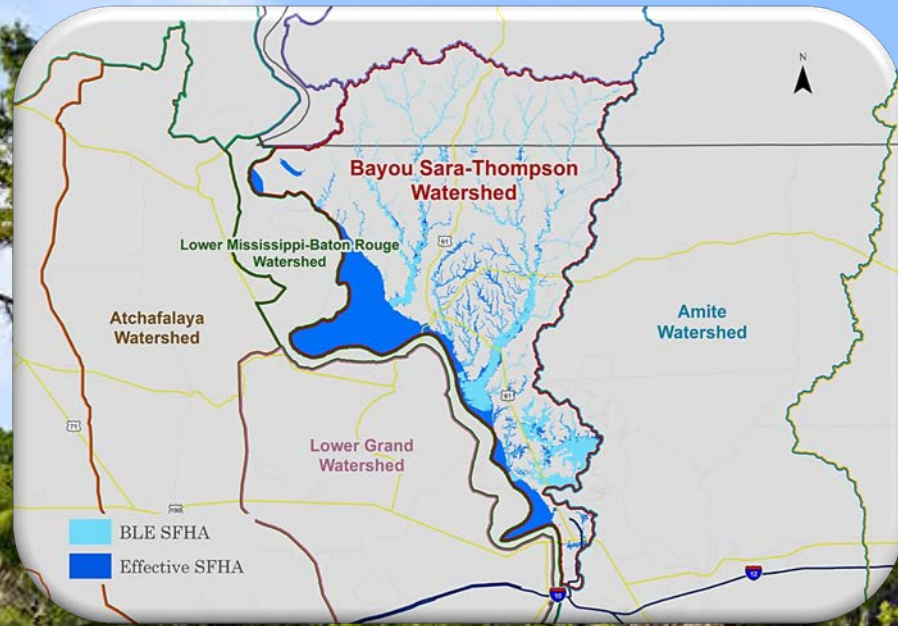 N
Bayou Sara-Thompson
Watershed
Lower Mississippi-Baton Rouge
Watershed
61
Atchafalaya
Watershed
Amite
Watershed
61
71
Lower Grand
Watershed
190
BLE SFHA
Effective SFHA
12
10